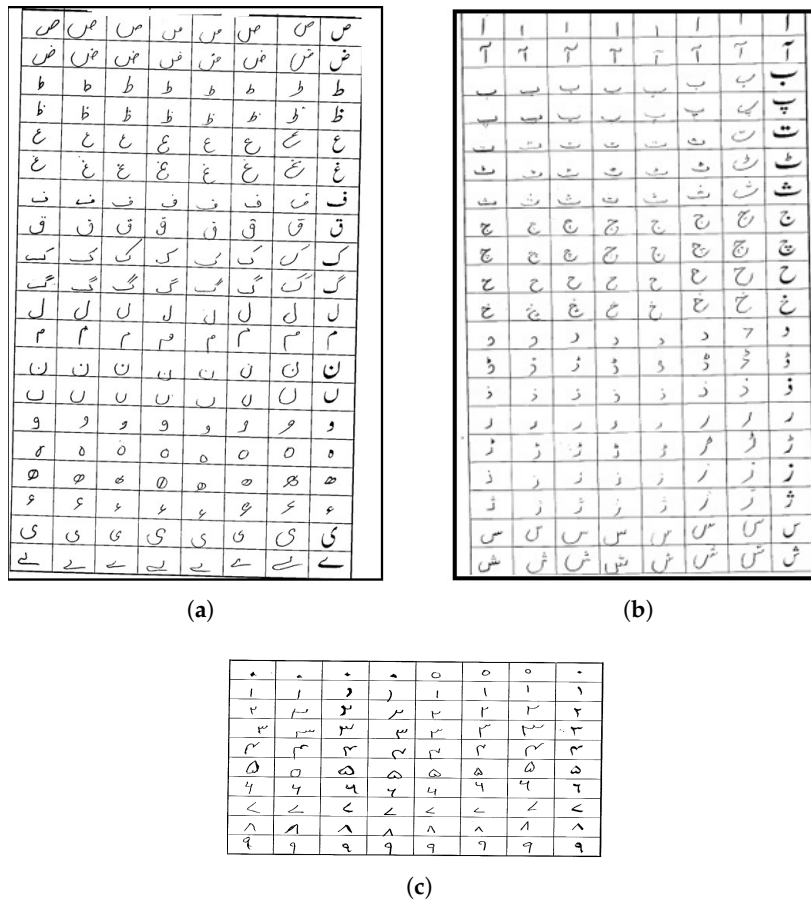 ص ص ص ص ص ص ص ص
ض ض ض ض ض ض ض ض
ط ط ط ط ط ط ط ط
ظ ظ ظ ظ ظ ظ ظ ظ
ع ع ع ع ع ع ع ع
غ غ غ غ غ غ غ غ
ف ف ف ف ف ف ف ف
ق ق ق ق ق ق ق ق
ک ک ک ک ک ک ک ک
گ گ گ گ گ گ گ گ
ل ل ل ل ل ل ل ل
م م م م م م م م
ن ن ن ن ن ن ن ن
ں ں ں ں ں ں ں ں
و و و و و و و و
ہ ہ ہ ہ ہ ہ ہ ہ
ھ ھ ھ ھ ھ ھ ھ ھ
ء ء ء ء ء ء ء ء
ی ی ی ی ی ی ی ی
ے ے ے ے ے ے ے ے
(a)
ا ا ا ا ا ا ا ا
آ آ آ آ آ آ آ آ
ب ب ب ب ب ب ب ب
پ پ پ پ پ پ پ پ
ت ت ت ت ت ت ت ت
ٹ ٹ ٹ ٹ ٹ ٹ ٹ ٹ
ث ث ث ث ث ث ث ث
ج ج ج ج ج ج ج ج
چ چ چ چ چ چ چ چ
ح ح ح ح ح ح ح ح
خ خ خ خ خ خ خ خ
د د د د د د د د
ڈ ڈ ڈ ڈ ڈ ڈ ڈ ڈ
ذ ذ ذ ذ ذ ذ ذ ذ
ر ر ر ر ر ر ر ر
ڑ ڑ ڑ ڑ ڑ ڑ ڑ ڑ
ز ز ز ز ز ز ز ز
ژ ژ ژ ژ ژ ژ ژ ژ
س س س س س س س س
ش ش ش ش ش ش ش ش
(b)
۰ ۰ ۰ ۰ ۰ ۰ ۰ ۰
۱ ۱ ۱ ۱ ۱ ۱ ۱ ۱
۲ ۲ ۲ ۲ ۲ ۲ ۲ ۲
۳ ۳ ۳ ۳ ۳ ۳ ۳ ۳
۴ ۴ ۴ ۴ ۴ ۴ ۴ ۴
۵ ۵ ۵ ۵ ۵ ۵ ۵ ۵
۶ ۶ ۶ ۶ ۶ ۶ ۶ ۶
۷ ۷ ۷ ۷ ۷ ۷ ۷ ۷
۸ ۸ ۸ ۸ ۸ ۸ ۸ ۸
۹ ۹ ۹ ۹ ۹ ۹ ۹ ۹
(c)